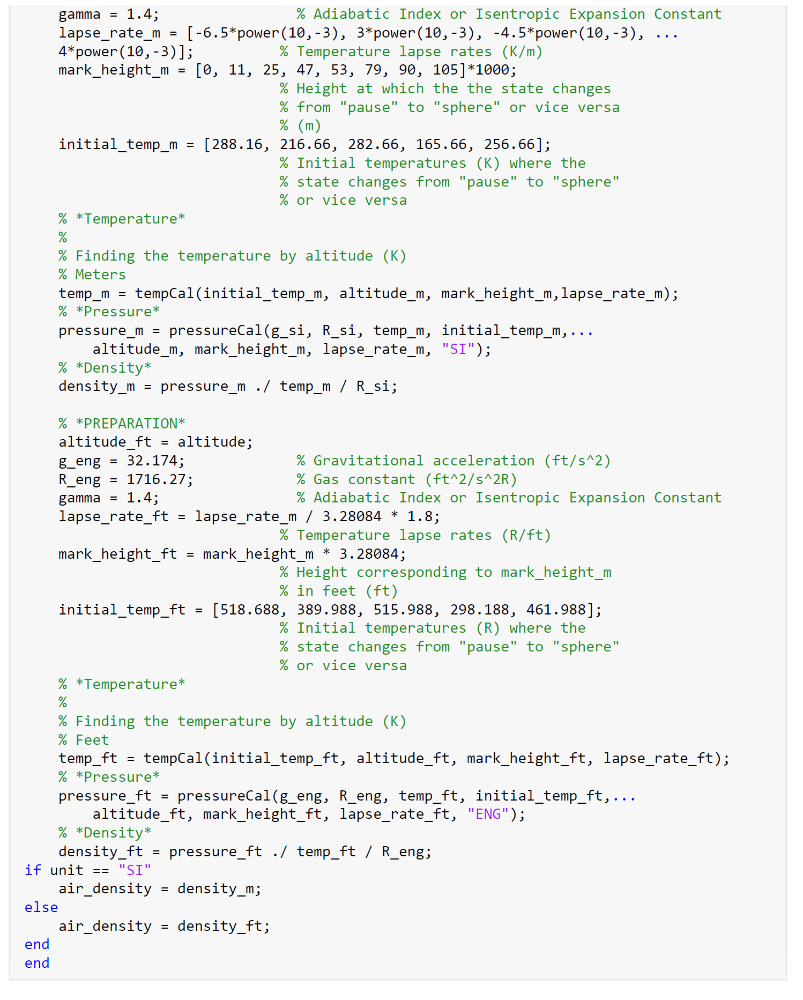 gamma = 1.4;                % Adiabatic Index or Isentropic Expansion Constant
lapse_rate_m = [-6.5*power(10,-3), 3*power(10,-3), -4.5*power(10,-3), ...
4*power(10,-3)];          % Temperature lapse rates (K/m)
mark_height_m = [0, 11, 25, 47, 53, 79, 90, 105]*1000;
% Height at which the the state changes
% from "pause" to "sphere" or vice versa
% (m)
initial_temp_m = [288.16, 216.66, 282.66, 165.66, 256.66];
% Initial temperatures (K) where the
% state changes from "pause" to "sphere"
% or vice versa
% *Temperature*
%
% Finding the temperature by altitude (K)
% Meters
temp_m = tempCal(initial_temp_m, altitude_m, mark_height_m,lapse_rate_m);
% *Pressure*
pressure_m = pressureCal(g_si, R_si, temp_m, initial_temp_m,...
altitude_m, mark_height_m, lapse_rate_m, "SI");
% *Density*
density_m = pressure_m ./ temp_m / R_si;
% *PREPARATION*
altitude_ft = altitude;
g_eng = 32.174;             % Gravitational acceleration (ft/s^2)
R_eng = 1716.27;            % Gas constant (ft^2/s^2R)
gamma = 1.4;                % Adiabatic Index or Isentropic Expansion Constant
lapse_rate_ft = lapse_rate_m / 3.28084 * 1.8;
% Temperature lapse rates (R/ft)
mark_height_ft = mark_height_m * 3.28084;
% Height corresponding to mark_height_m
% in feet (ft)
initial_temp_ft = [518.688, 389.988, 515.988, 298.188, 461.988];
% Initial temperatures (R) where the
% state changes from "pause" to "sphere"
% or vice versa
% *Temperature*
%
% Finding the temperature by altitude (K)
% Feet
temp_ft = tempCal(initial_temp_ft, altitude_ft, mark_height_ft, lapse_rate_ft);
% *Pressure*
pressure_ft = pressureCal(g_eng, R_eng, temp_ft, initial_temp_ft,...
altitude_ft, mark_height_ft, lapse_rate_ft, "ENG");
% *Density*
density_ft = pressure_ft ./ temp_ft / R_eng;
if unit == "SI"
air_density = density_m;
else
air_density = density_ft;
end
end